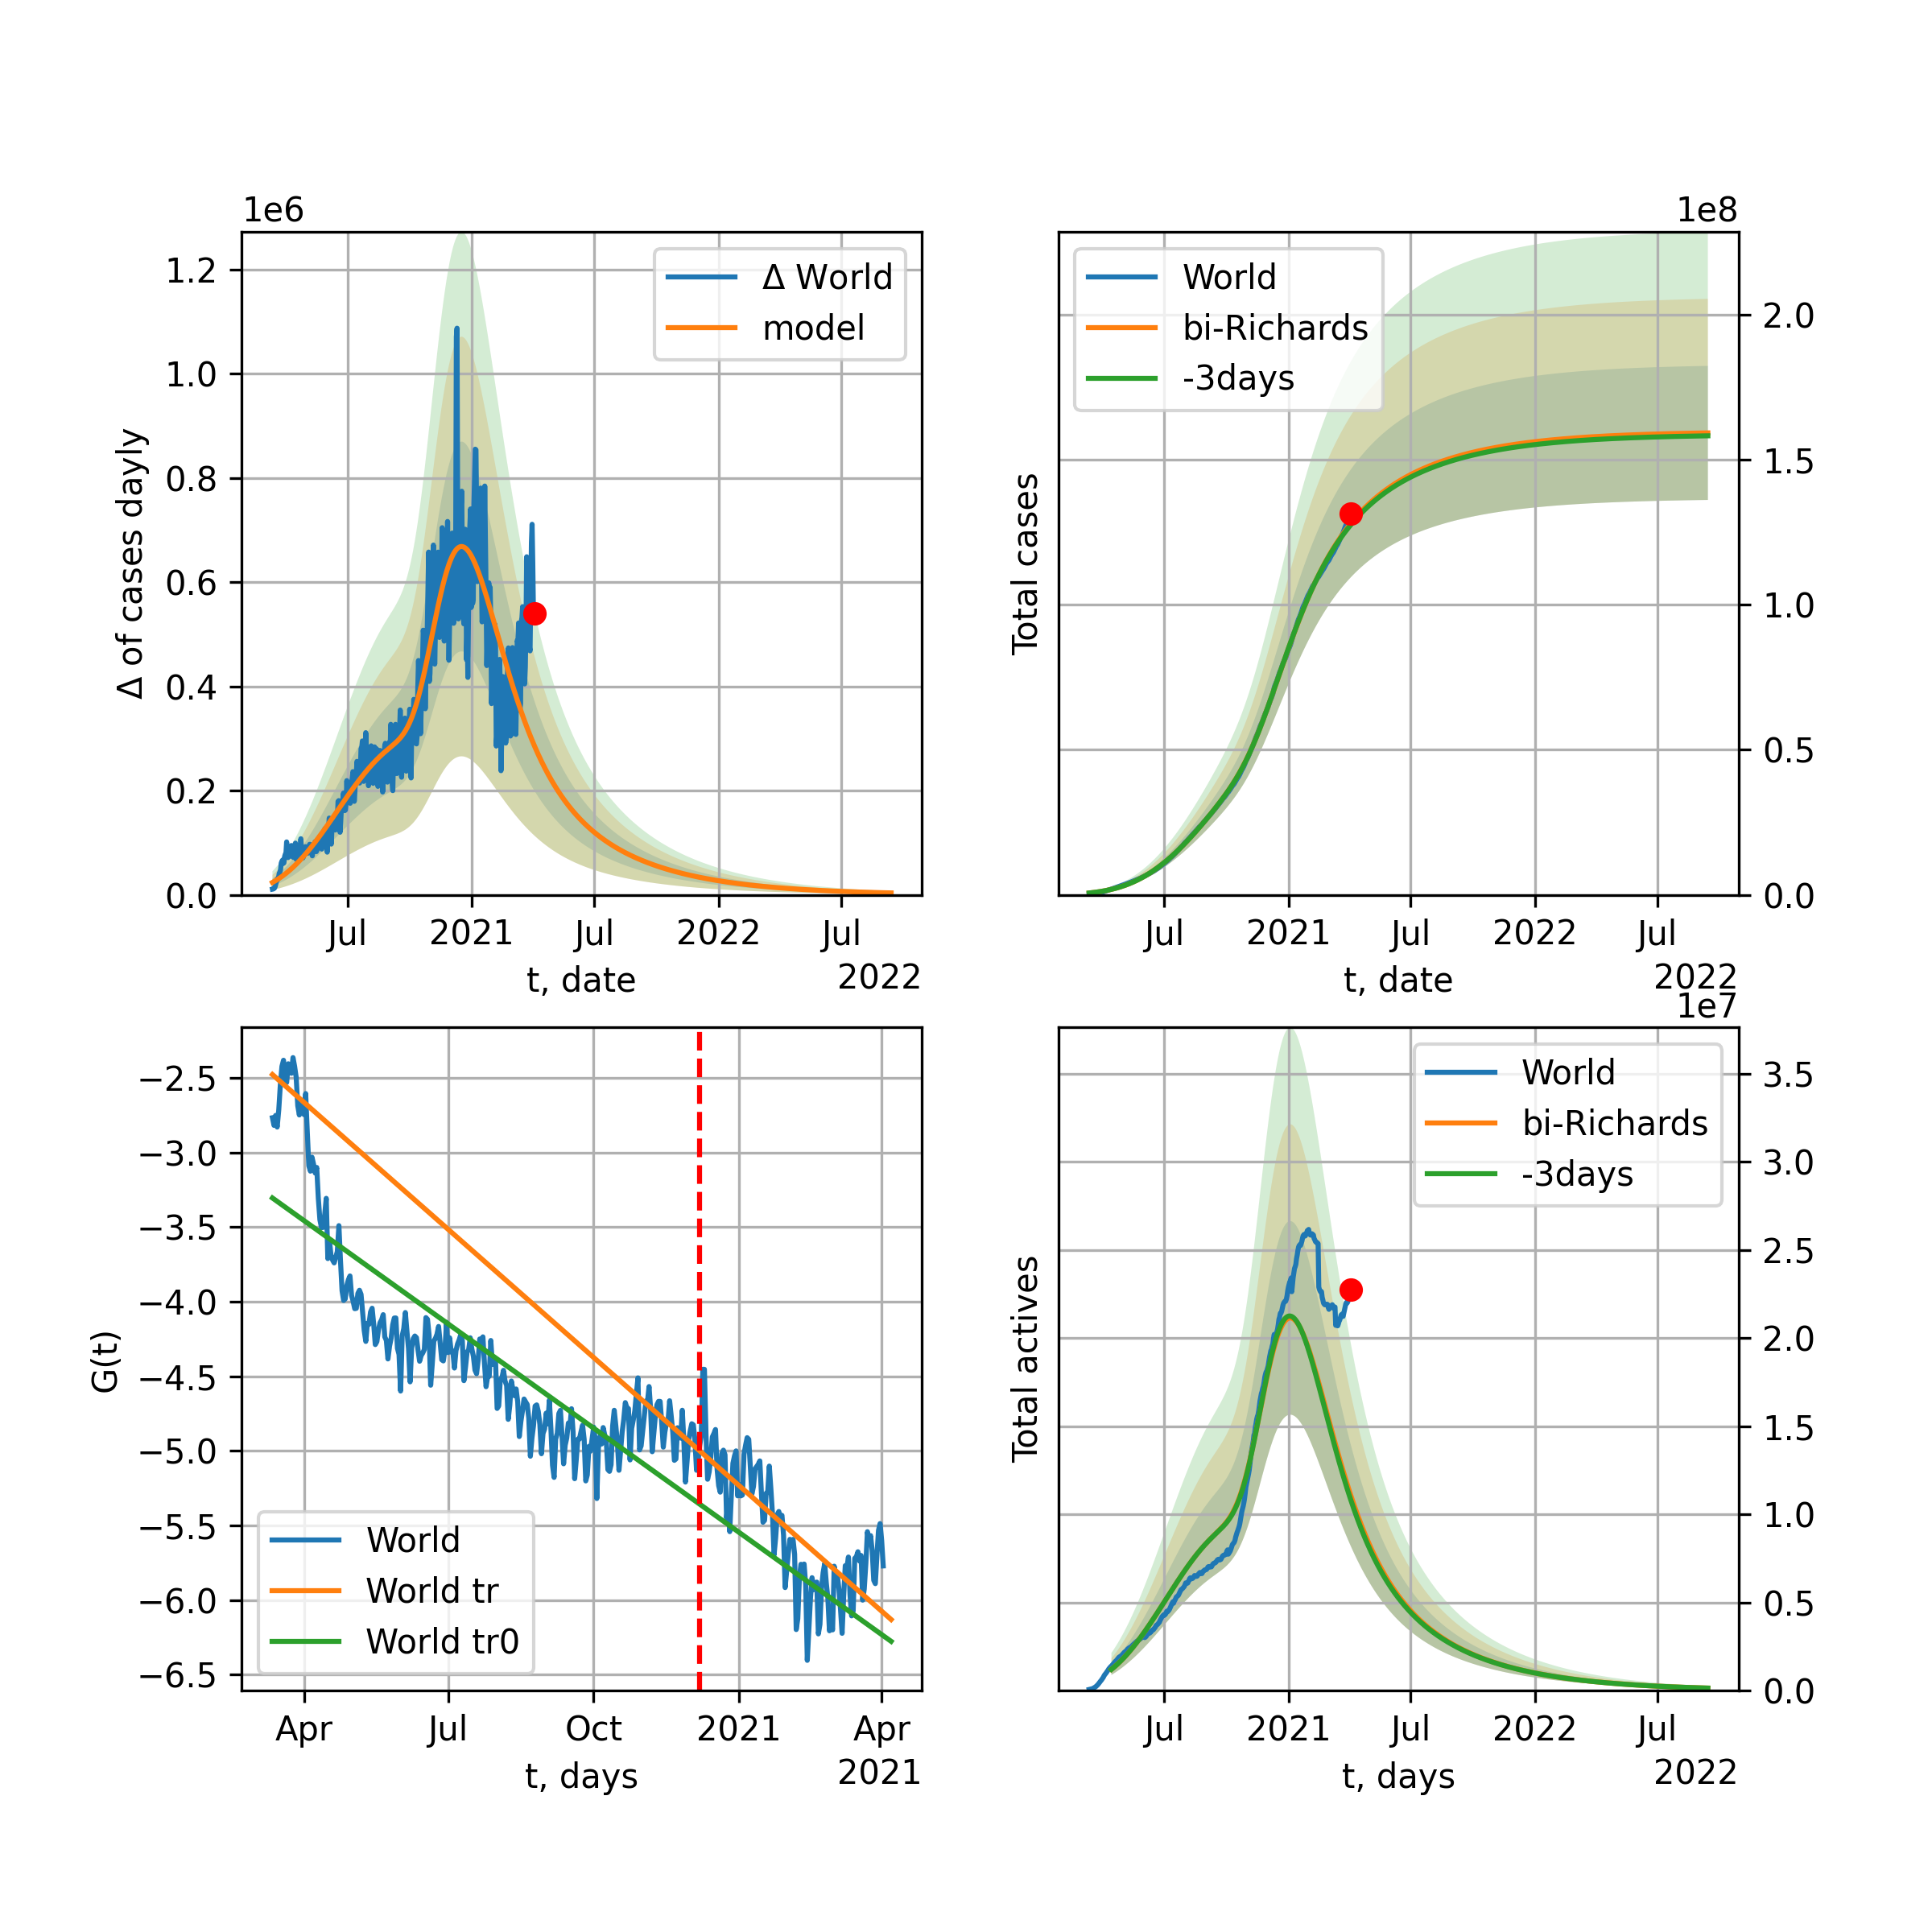 1e6
1.2
1.0
0.8
0.6
0.4
0.2
0.0
Δ of cases dayly
Δ World
model
Jul
2021
Jul
2022
Jul
t, date
2022
1e8
World
bi-Richards
-3days
Total cases
2.0
1.5
1.0
0.5
0.0
Jul
2021
Jul
2022
Jul
t, date
2022
−2.5
−3.0
−3.5
−4.0
−4.5
−5.0
−5.5
−6.0
−6.5
G(t)
World
World tr
World tr0
Apr
Jul
Oct
2021
Apr
t, days
2021
1e7
World
bi-Richards
-3days
Total actives
3.5
3.0
2.5
2.0
1.5
1.0
0.5
0.0
Jul
2021
Jul
2022
Jul
t, days
2022